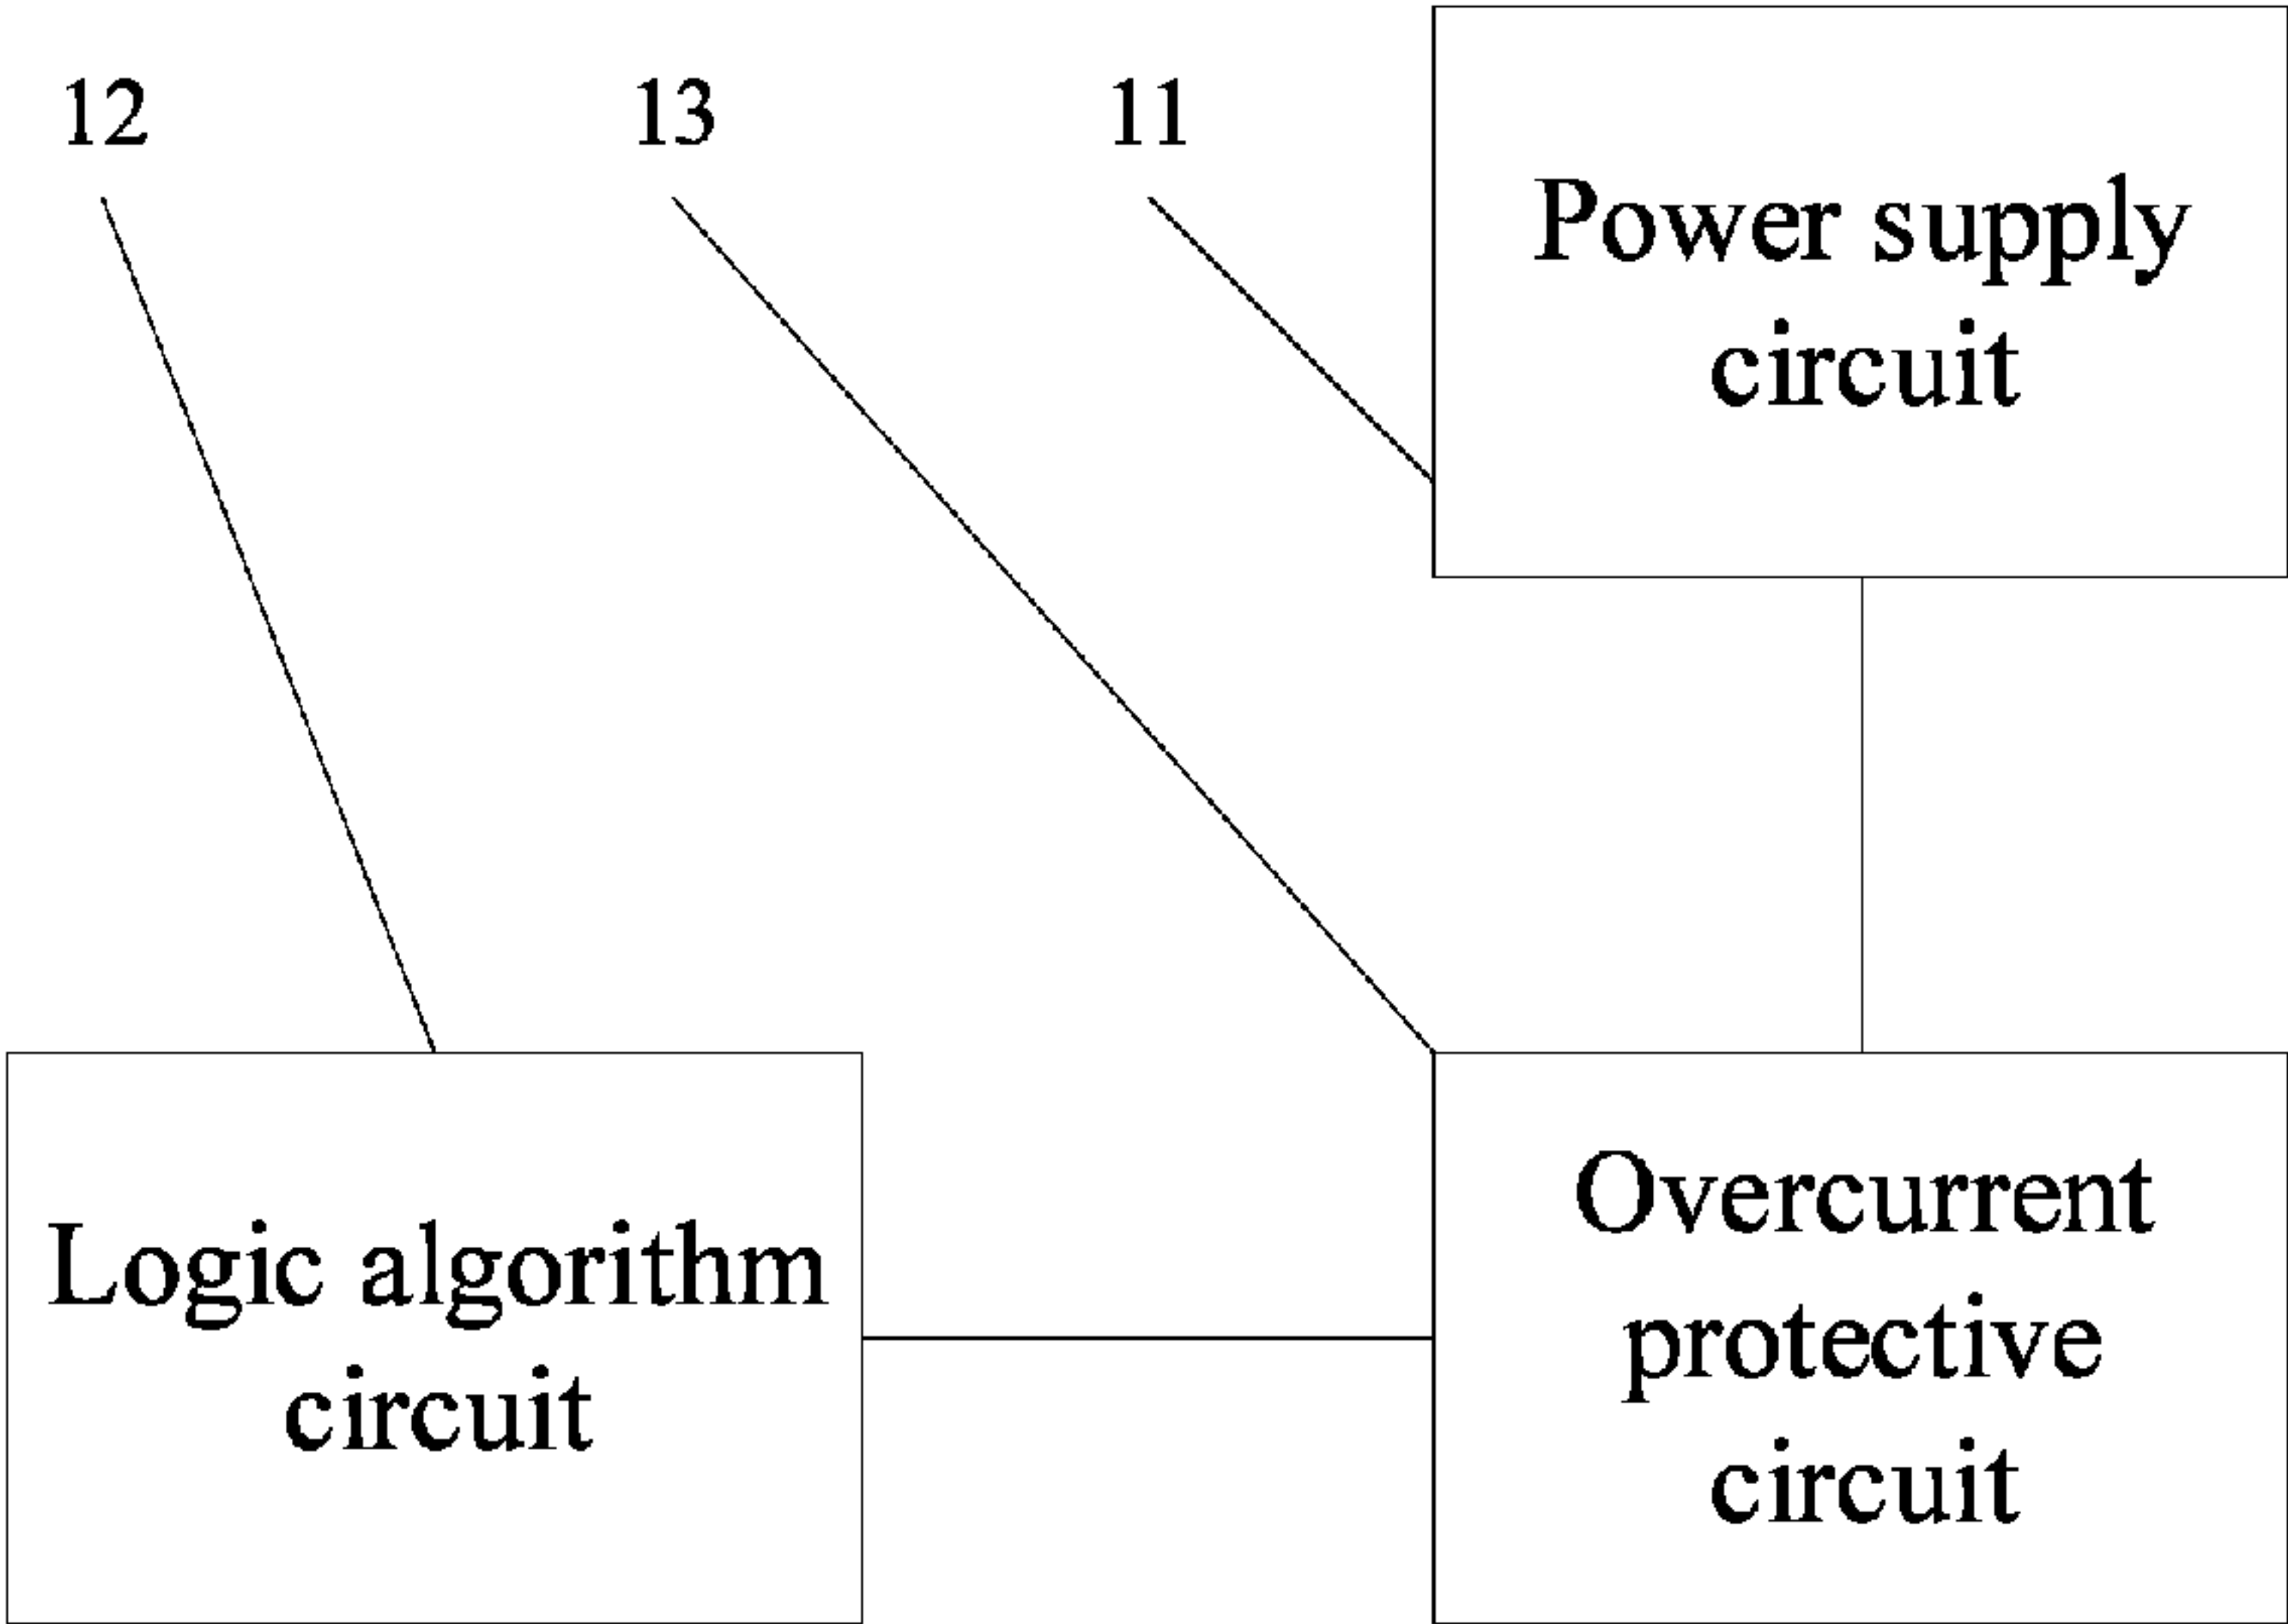 12
13
11
Power supply
circuit
Logic algorithm
circuit
Overcurrent
protective
circuit